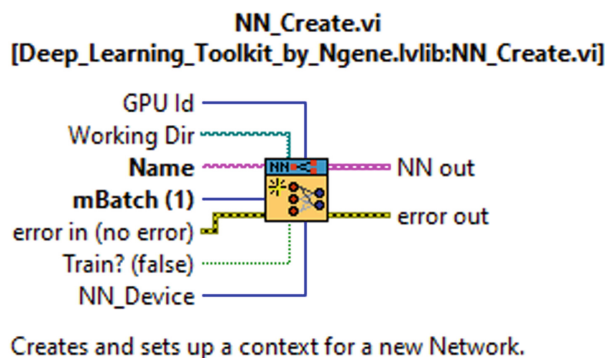 NN_Create.vi
[Deep_Learning_Toolkit_by_Ngene.lvlib:NN_Create.vi]
GPU Id
Working Dir
Name
NN
NN out
mBatch (1)
error in (no error)
error out
Train? (false)
NN_Device
Creates and sets up a context for a new Network.